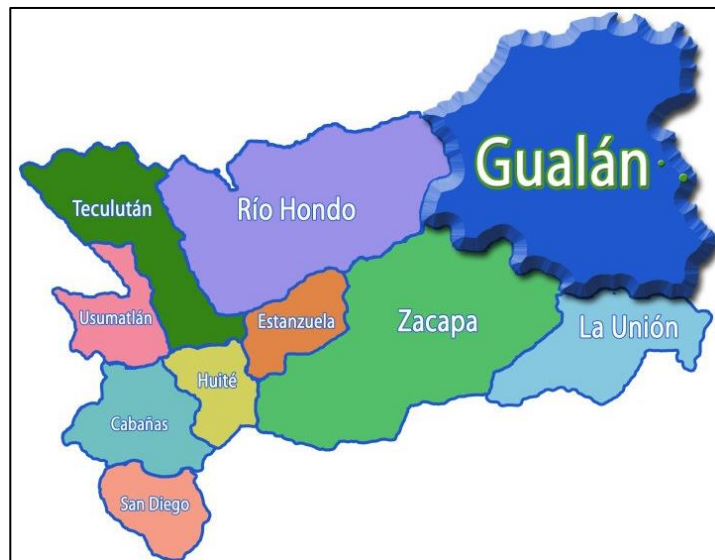 Gualán
Teculután
Río Hondo
Usumatlán
Estanzuela
Zacapa
La Unión
Huité
Cabañas
San Diego